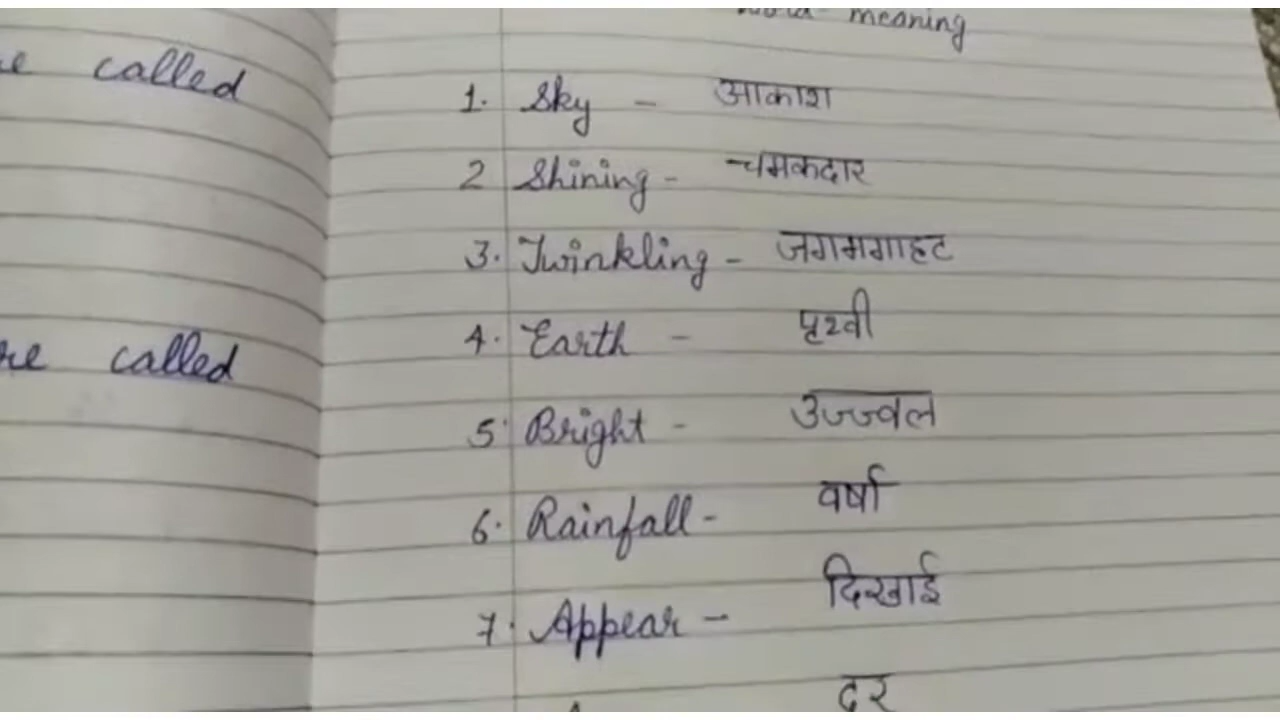 called
called
word meaning
1. Sky - आकाश
2 Shining - चमकदार
3. Twinkling - जगमगाहट
4. Earth - पृथ्वी
5. Bright - उज्ज्वल
6. Rainfall - वर्षा
7. Appear - दिखाई